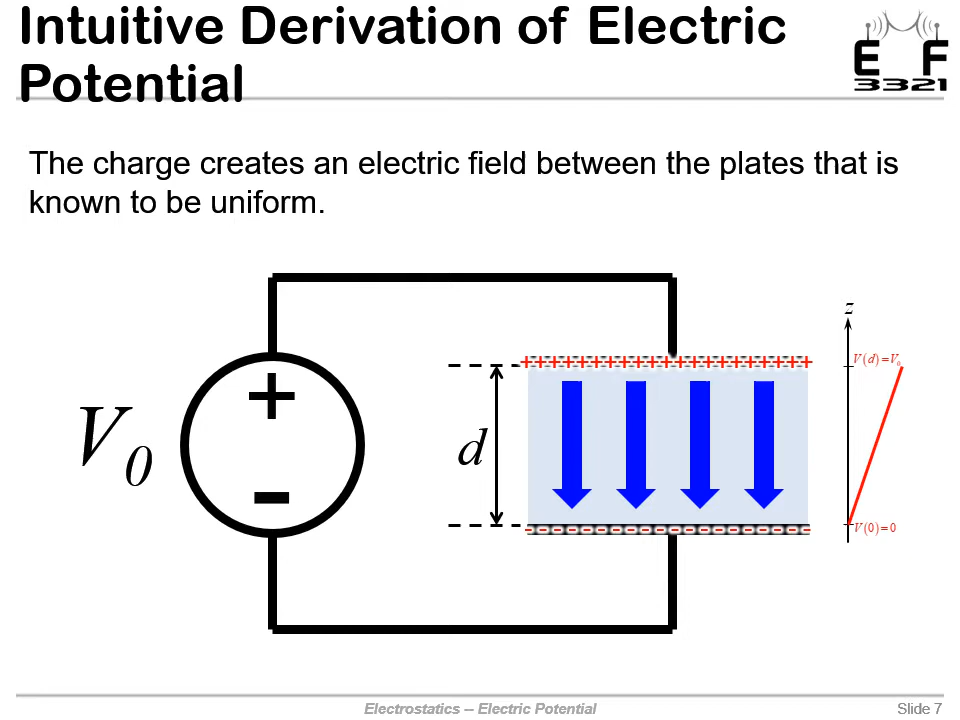 Intuitive Derivation of Electric
Potential
E F
3321
The charge creates an electric field between the plates that is
known to be uniform.
z
V(d)=V₀
+++++++++++++++++++++
+
V₀
d
-
- - - - - - - - - - - - - - - - - - - - -
V(0)=0
Electrostatics -- Electric Potential
Slide 7